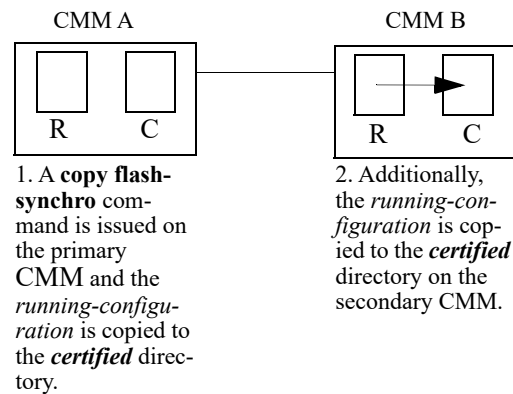 CMM A
CMM B
R
C
R
C
1. A copy flash-
synchro com-
mand is issued on
the primary
CMM and the
running-configu-
ration is copied to
the certified direc-
tory.
2. Additionally,
the running-con-
figuration is cop-
ied to the certified
directory on the
secondary CMM.